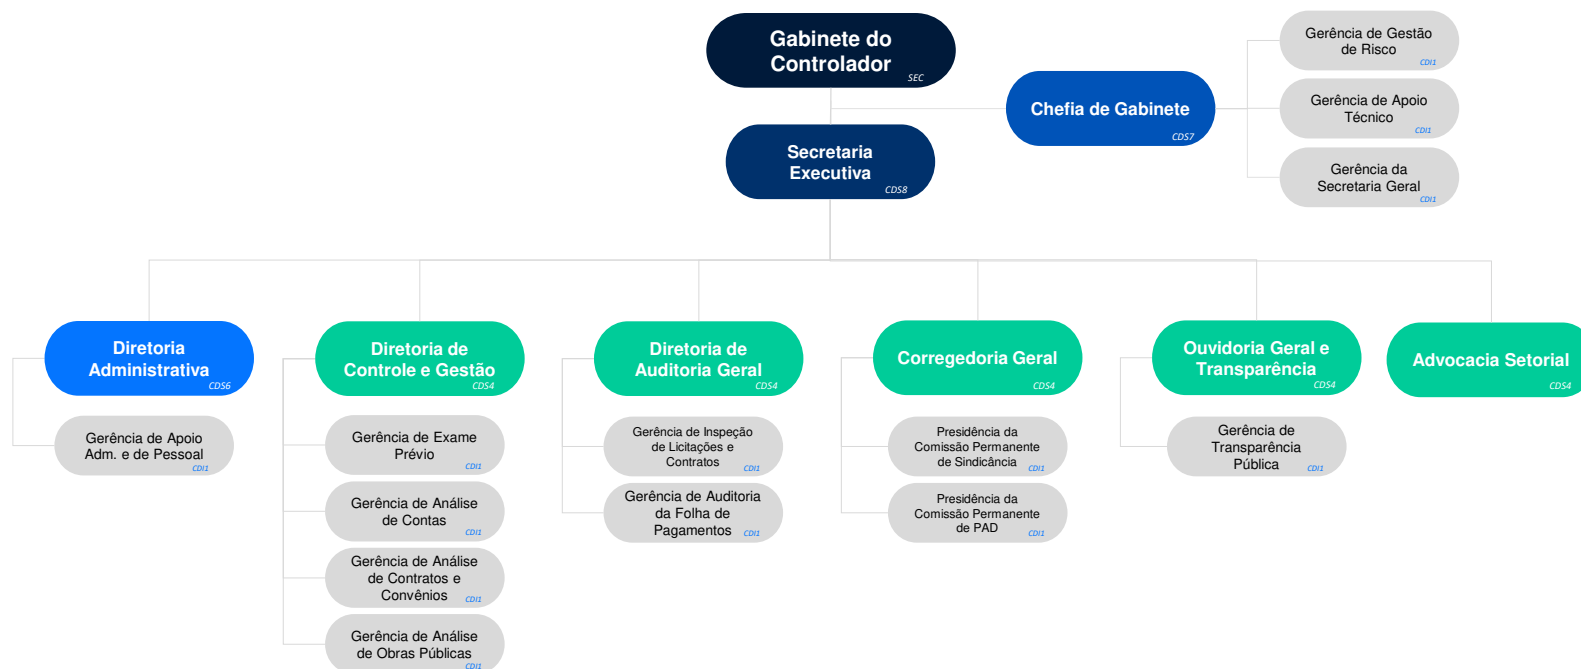 Gabinete do
Controlador
SEC
Chefia de Gabinete
CDS7
Gerência de Gestão
de Risco
CDI1
Gerência de Apoio
Técnico
CDI1
Gerência da
Secretaria Geral
CDI1
Secretaria
Executiva
CDS8
Diretoria
Administrativa
CDS6
Gerência de Apoio
Adm. e de Pessoal
CDI1
Diretoria de
Controle e Gestão
CDS4
Gerência de Exame
Prévio
CDI1
Gerência de Análise
de Contas
CDI1
Gerência de Análise
de Contratos e
Convênios
CDI1
Gerência de Análise
de Obras Públicas
CDI1
Diretoria de
Auditoria Geral
CDS4
Gerência de Inspeção
de Licitações e
Contratos
CDI1
Gerência de Auditoria
da Folha de
Pagamentos
CDI1
Corregedoria Geral
CDS4
Presidência da
Comissão Permanente
de Sindicância
CDI1
Presidência da
Comissão Permanente
de PAD
CDI1
Ouvidoria Geral e
Transparência
CDS4
Gerência de
Transparência
Pública
CDI1
Advocacia Setorial
CDS4